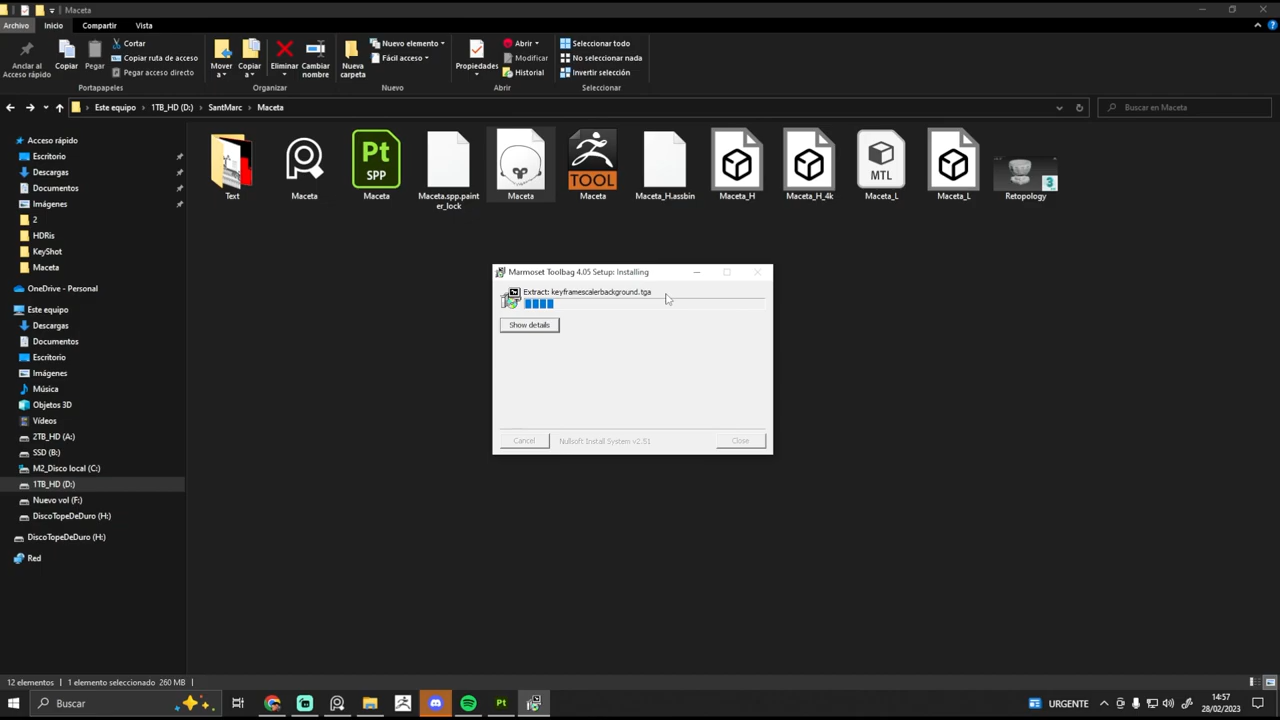 Maceta
Archivo
Inicio
Compartir
Vista
Anclar al
Acceso rápido
Copiar
Pegar
Cortar
Copiar ruta de acceso
Pegar acceso directo
Portapapeles
Mover
a
Copiar
a
Eliminar
Cambiar
nombre
Organizar
Nueva
carpeta
Nuevo elemento
Fácil acceso
Nuevo
Propiedades
Abrir
Modificar
Historial
Abrir
Seleccionar todo
No seleccionar nada
Invertir selección
Seleccionar
Este equipo > 1TB_HD (D:) > SantMarc > Maceta
Buscar en Maceta
Acceso rápido
Escritorio
Descargas
Documentos
Imágenes
2
HDRis
KeyShot
Maceta
OneDrive - Personal
Este equipo
Descargas
Documentos
Escritorio
Imágenes
Música
Objetos 3D
Vídeos
2TB_HD (A:)
SSD (B:)
M2_Disco local (C:)
1TB_HD (D:)
Nuevo vol (F:)
DiscoTopeDeDuro (H:)
DiscoTopeDeDuro (H:)
Red
Pt
SPP
TOOL
MTL
3
Text
Maceta
Maceta
Maceta.spp.paint
er_lock
Maceta
Maceta
Maceta_H.assbin
Maceta_H
Maceta_H_4k
Maceta_L
Maceta_L
Retopology
Marmoset Toolbag 4.05 Setup: Installing
Extract: keyframescalerbackground.tga
Show details
Cancel
Nullsoft Install System v2.51
Close
12 elementos
1 elemento seleccionado 260 MB
Buscar
Pt
URGENTE
14:57
28/02/2023